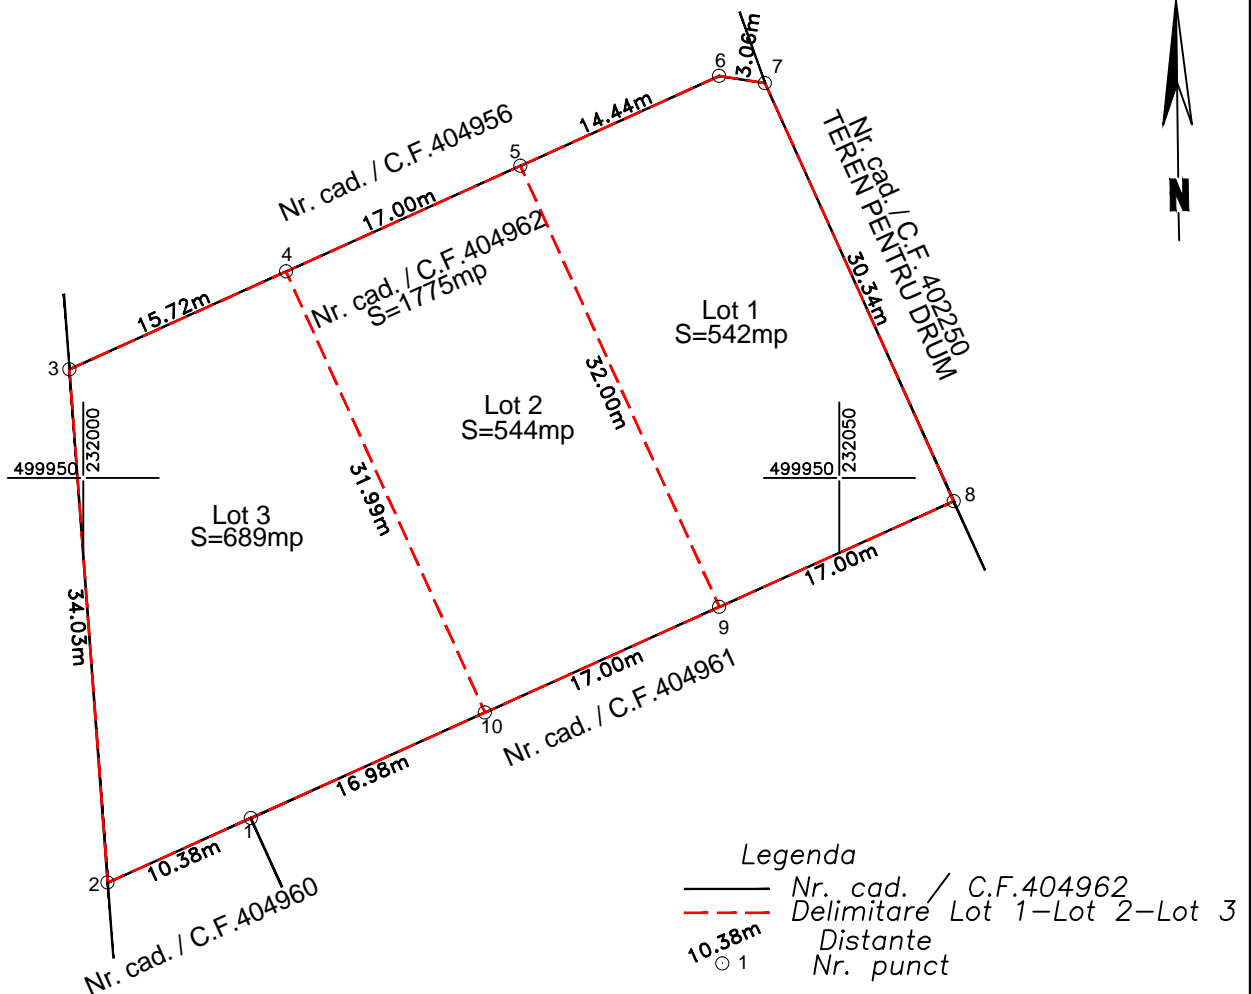 6
3.06m
7
14.44m
Nr. cad. / C.F.404956
5
17.00m
Nr. cad. / C.F. 402250
TEREN PENTRU DRUM
N
4
Nr. cad. / C.F.404962
S=1775mp
15.72m
30.34m
Lot 1
S=542mp
3
32.00m
Lot 2
S=544mp
499950
232000
499950
232050
31.99m
8
Lot 3
S=689mp
17.00m
34.03m
9
17.00m
Nr. cad. / C.F.404961
10
16.98m
1
10.38m
2
Nr. cad. / C.F.404960
Legenda
Nr. cad. / C.F.404962
Delimitare Lot 1-Lot 2-Lot 3
10.38m Distante
1 Nr. punct